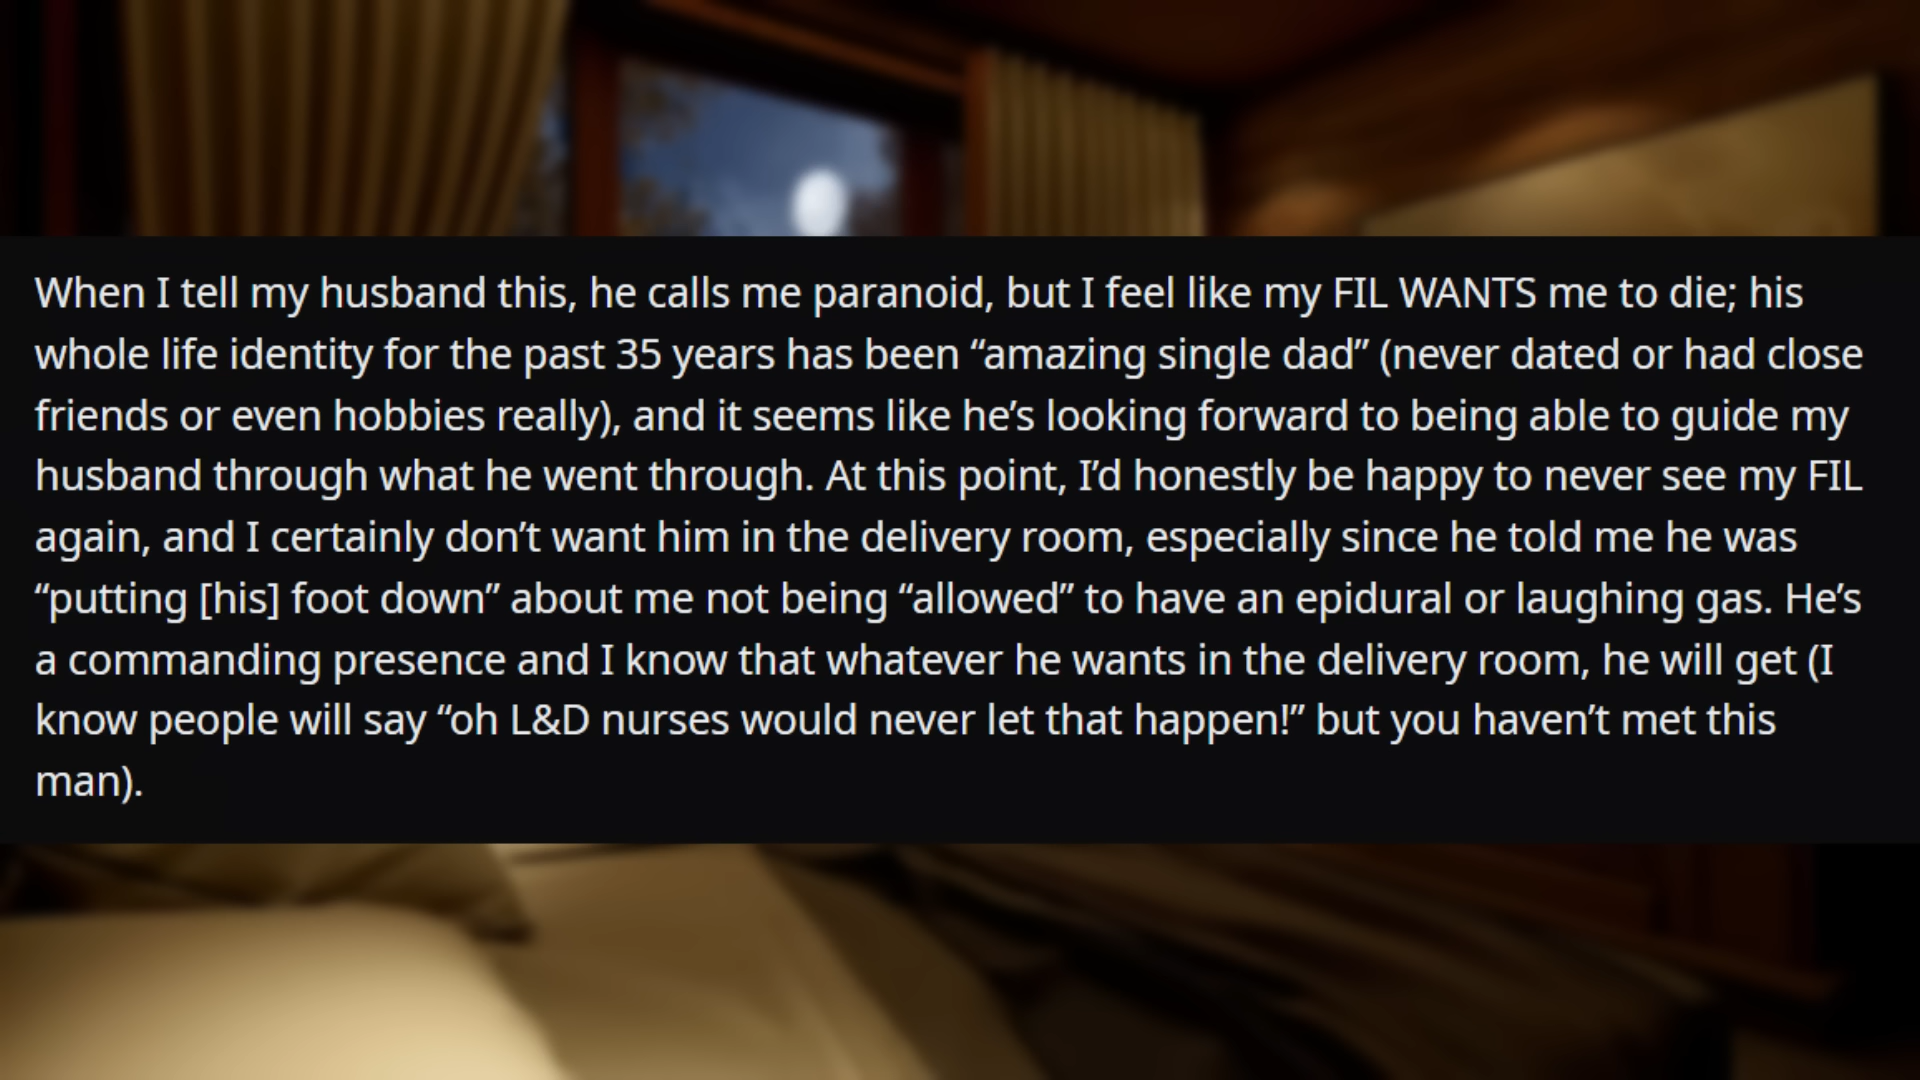 When I tell my husband this, he calls me paranoid, but I feel like my FIL WANTS me to die; his
whole life identity for the past 35 years has been “amazing single dad” (never dated or had close
friends or even hobbies really), and it seems like he’s looking forward to being able to guide my
husband through what he went through. At this point, I’d honestly be happy to never see my FIL
again, and I certainly don’t want him in the delivery room, especially since he told me he was
“putting [his] foot down” about me not being “allowed” to have an epidural or laughing gas. He’s
a commanding presence and I know that whatever he wants in the delivery room, he will get (I
know people will say “oh L&D nurses would never let that happen!” but you haven’t met this
man).